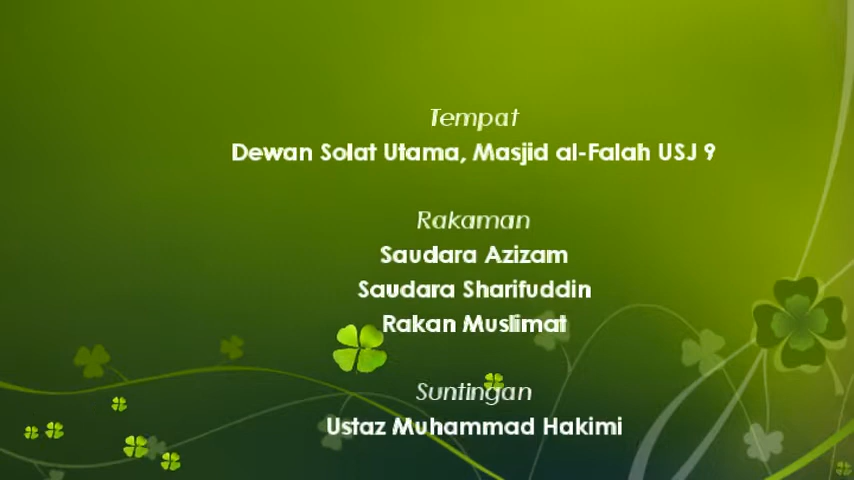 Tempat
Dewan Solat Utama, Masjid al-Falah USJ 9
Rakaman
Saudara Azizam
Saudara Sharifuddin
Rakan Muslimat
Suntingan
Ustaz Muhammad Hakimi